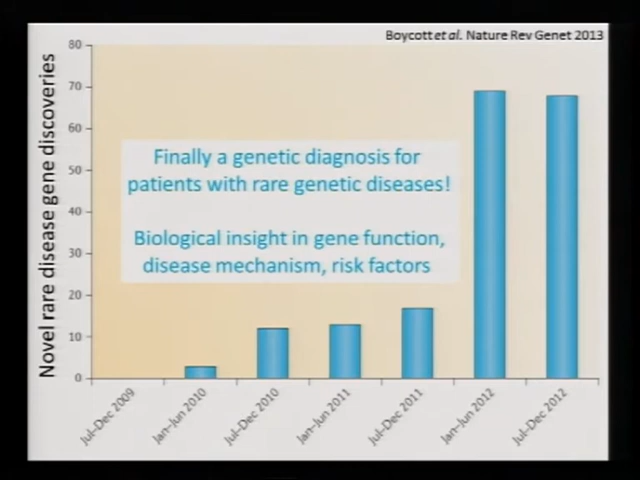 Boycott et al. Nature Rev Genet 2013
Novel rare disease gene discoveries
80
70
60
50
40
30
20
10
0
Finally a genetic diagnosis for
patients with rare genetic diseases!
Biological insight in gene function,
disease mechanism, risk factors
Jul–Dec 2009
Jan–Jun 2010
Jul–Dec 2010
Jan–Jun 2011
Jul–Dec 2011
Jan–Jun 2012
Jul–Dec 2012